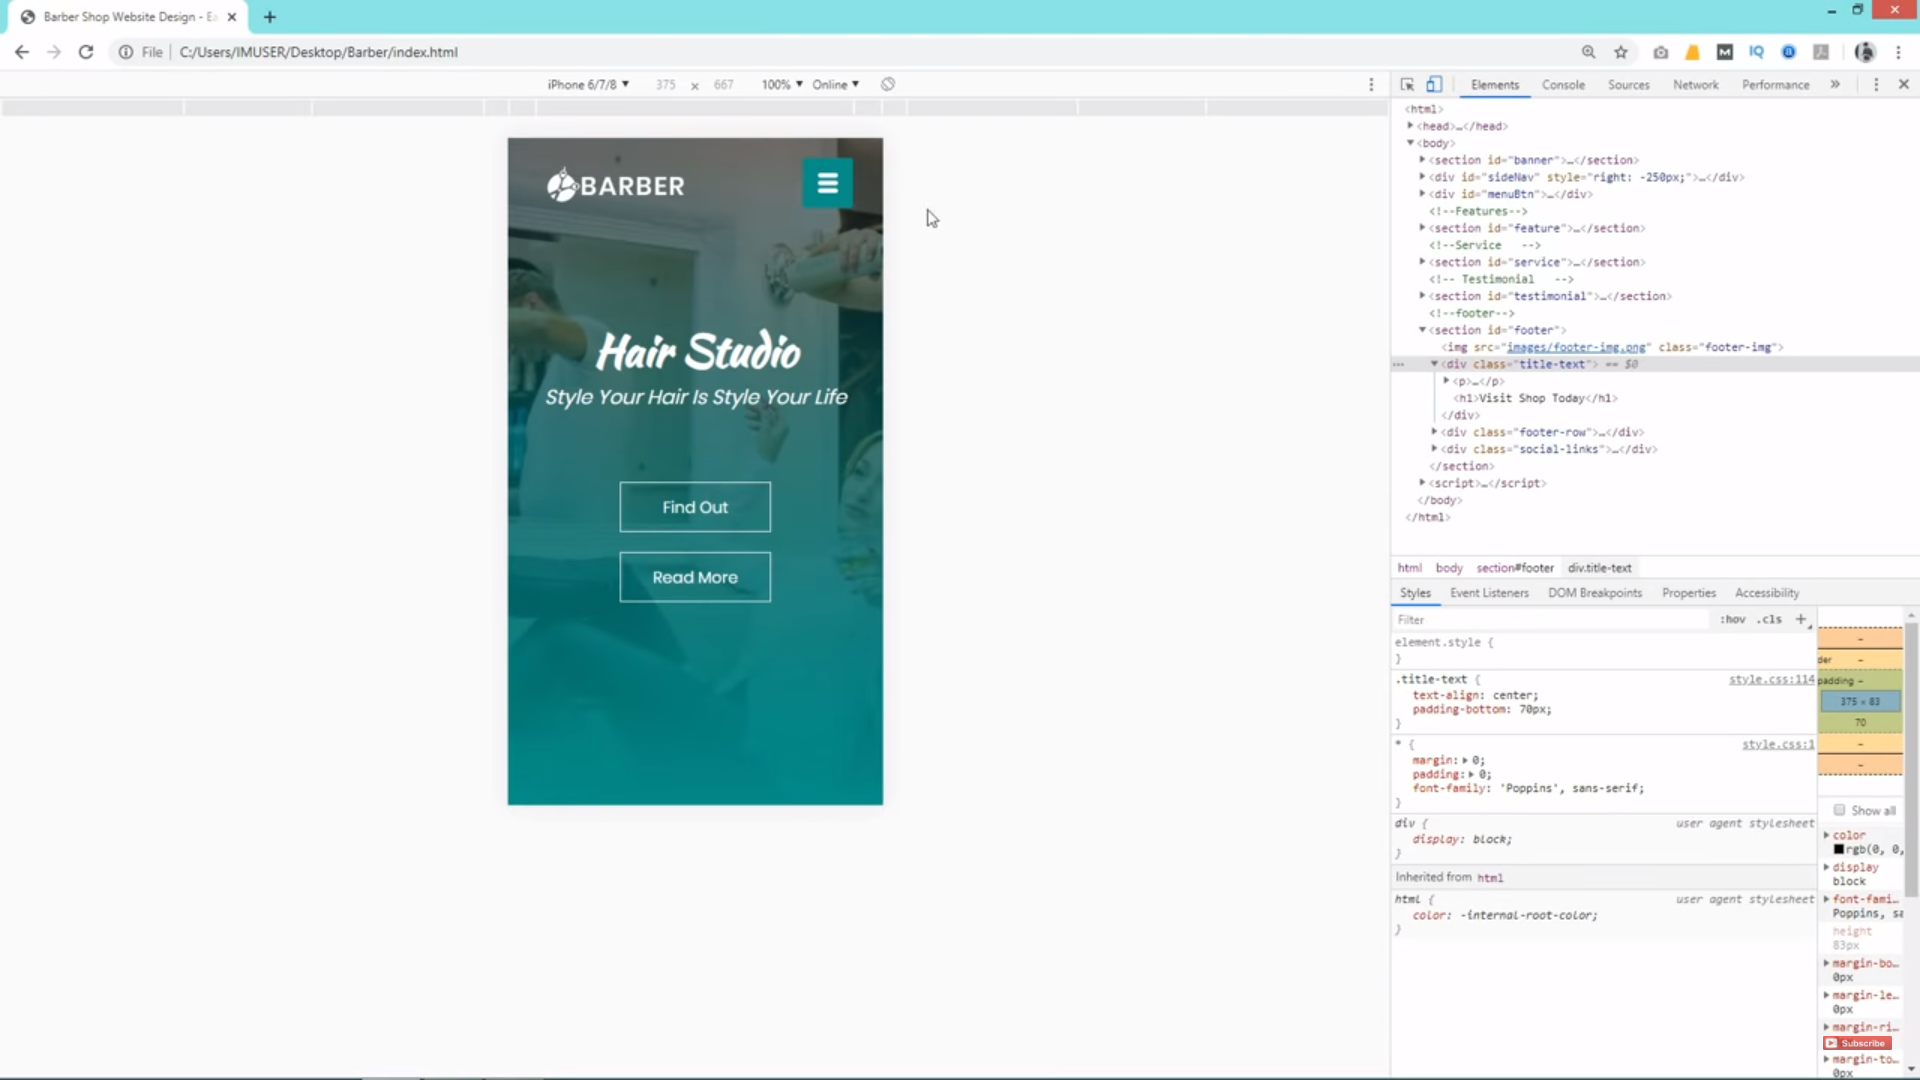 Barber Shop Website Design - Ea
File C:/Users/IMUSER/Desktop/Barber/index.html
iPhone 6/7/8 ▼ 375 x 667 100% ▼ Online ▼
BARBER
Hair Studio
Style Your Hair Is Style Your Life
Find Out
Read More
Elements Console Sources Network Performance »
<html>
<head>…</head>
<body>
<section id="banner">…</section>
<div id="sideNav" style="right: -250px;">…</div>
<div id="menuBtn">…</div>
<!--Features-->
<section id="feature">…</section>
<!--Service -->
<section id="service">…</section>
<!-- Testimonial -->
<section id="testimonial">…</section>
<!--footer-->
<section id="footer">
<img src="images/footer-img.png" class="footer-img">
<div class="title-text"> == $0
<p>…</p>
<h1>Visit Shop Today</h1>
</div>
<div class="footer-row">…</div>
<div class="social-links">…</div>
</section>
<script>…</script>
</body>
</html>
html body section#footer div.title-text
Styles Event Listeners DOM Breakpoints Properties Accessibility
Filter :hov .cls +
element.style {
}
.title-text { style.css:114
text-align: center;
padding-bottom: 70px;
}
* { style.css:1
margin: 0;
padding: 0;
font-family: 'Poppins', sans-serif;
}
div { user agent stylesheet
display: block;
}
Inherited from html
html { user agent stylesheet
color: -internal-root-color;
}
–
der –
padding –
375 × 83
70
–
–
Show all
color
rgb(0, 0,
display
block
font-fami…
Poppins, sa
height
83px
margin-bo…
0px
margin-le…
0px
margin-ri…
Subscribe
margin-to…
0px